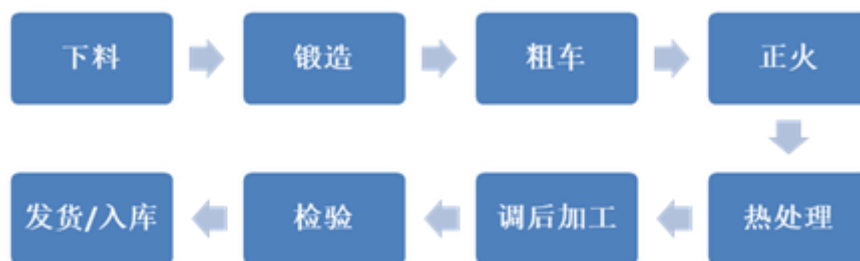 下料
锻造
粗车
正火
热处理
调后加工
检验
发货/入库